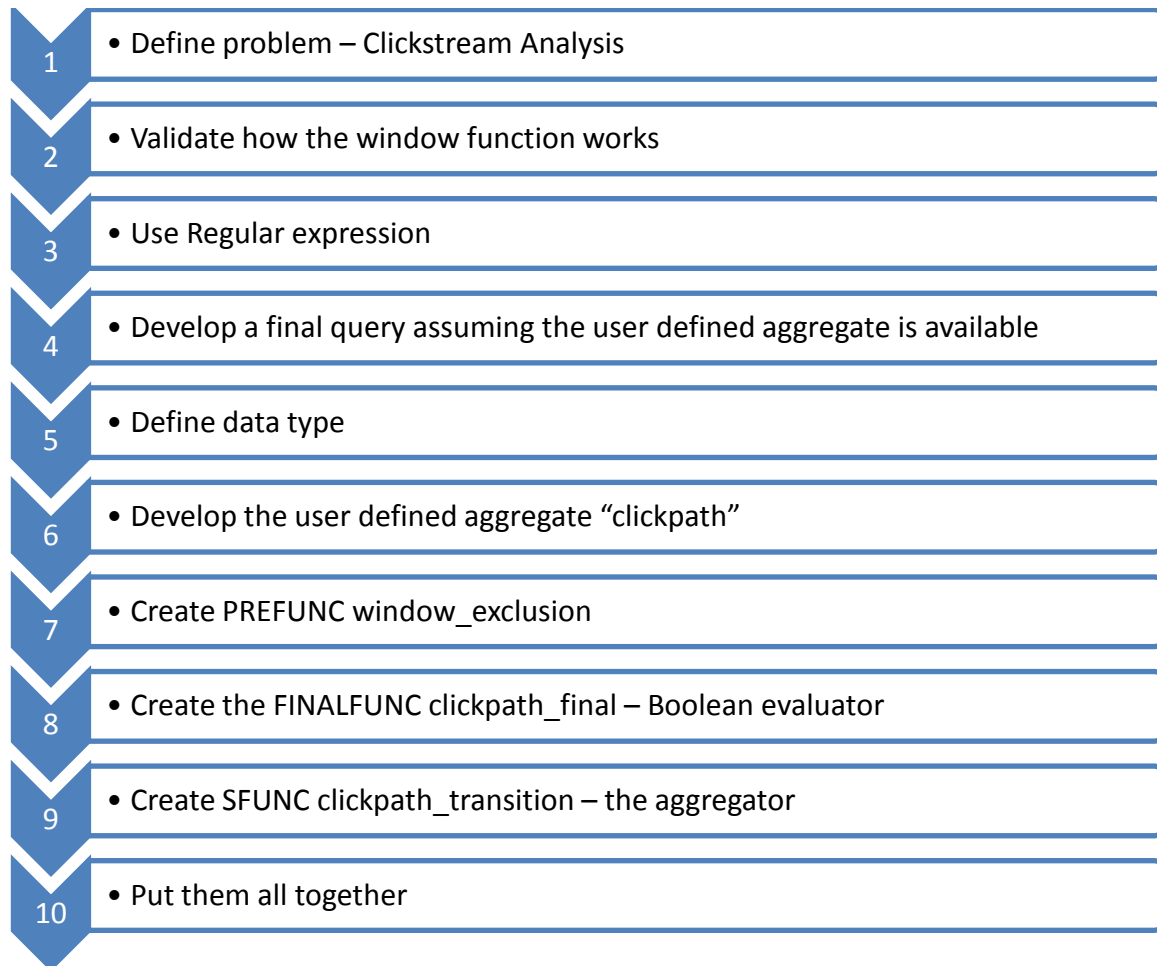 1
• Define problem – Clickstream Analysis
2
• Validate how the window function works
3
• Use Regular expression
4
• Develop a final query assuming the user defined aggregate is available
5
• Define data type
6
• Develop the user defined aggregate “clickpath”
7
• Create PREFUNC window_exclusion
8
• Create the FINALFUNC clickpath_final – Boolean evaluator
9
• Create SFUNC clickpath_transition – the aggregator
10
• Put them all together